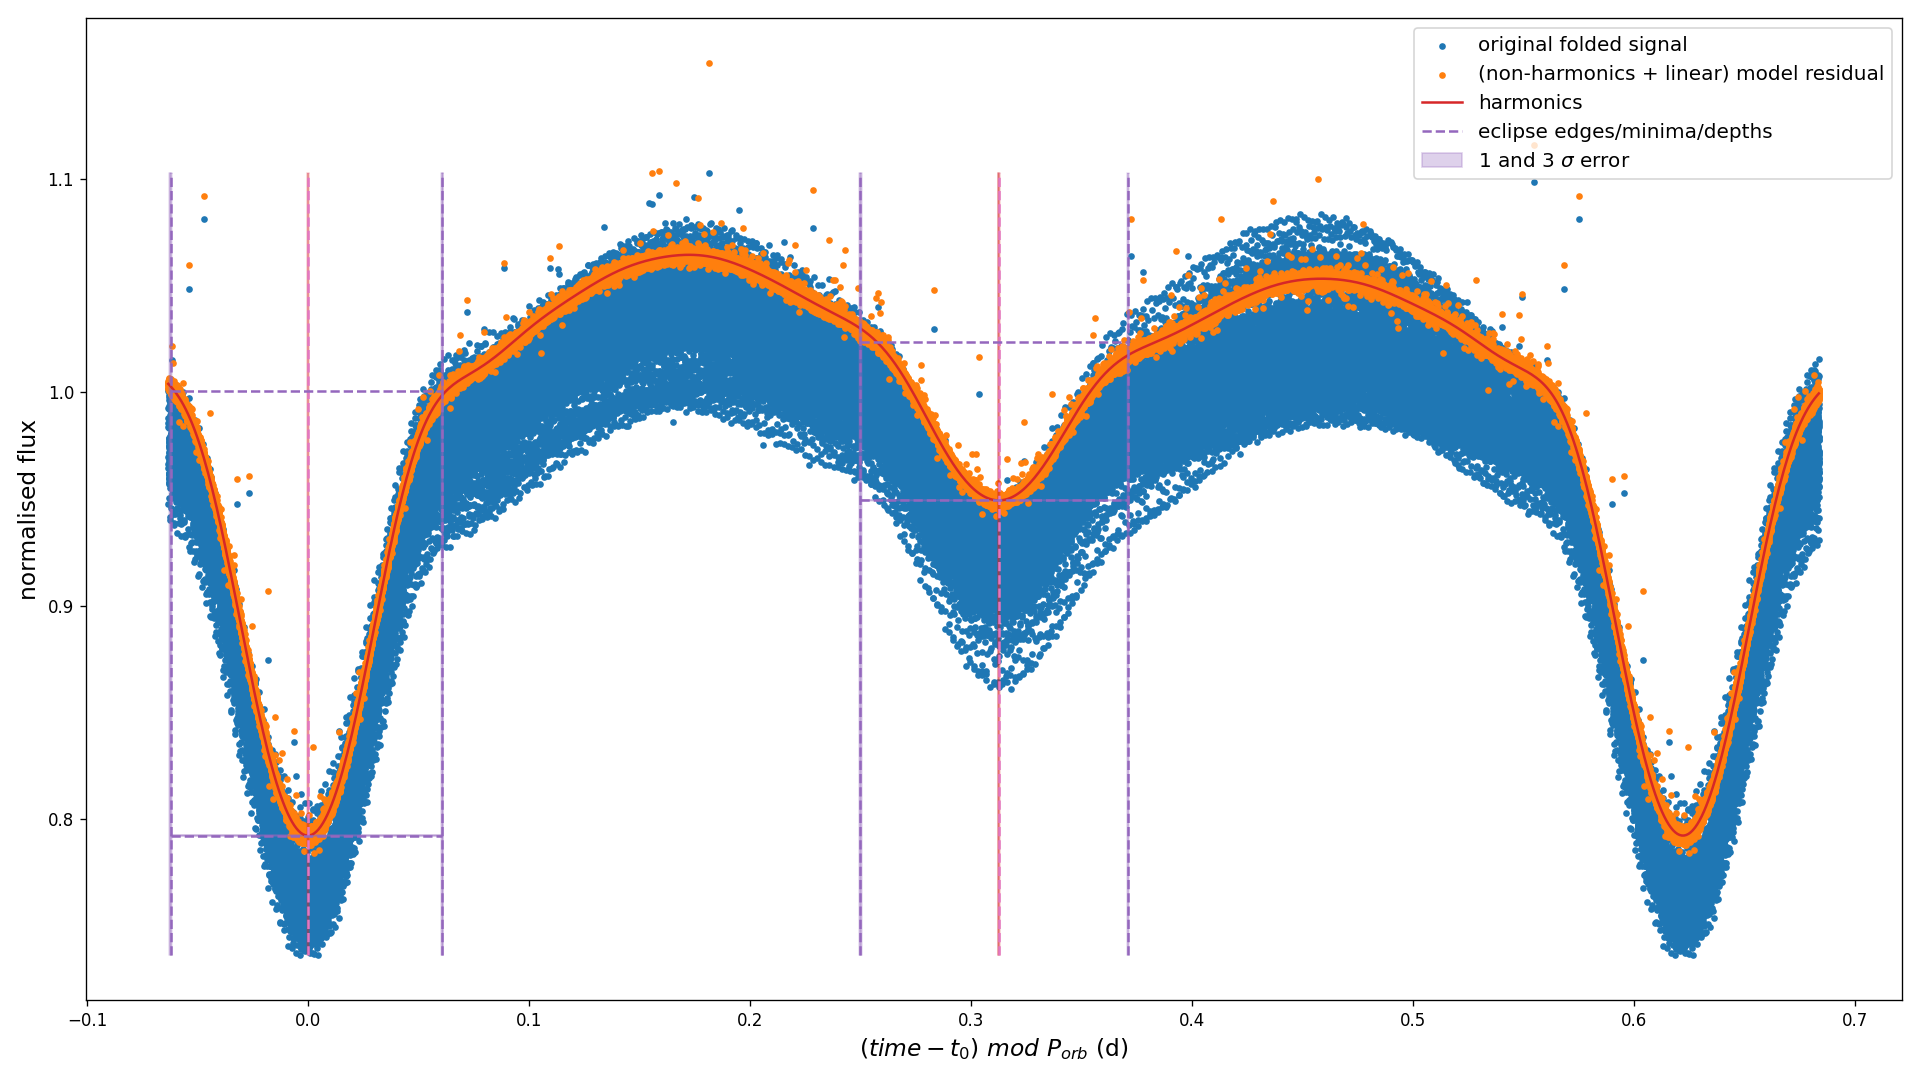 original folded signal
(non-harmonics + linear) model residual
harmonics
eclipse edges/minima/depths
1 and 3 σ error
normalised flux
1.1
1.0
0.9
0.8
−0.1 0.0 0.1 0.2 0.3 0.4 0.5 0.6 0.7
(time − t₀) mod Pₒᵣb (d)